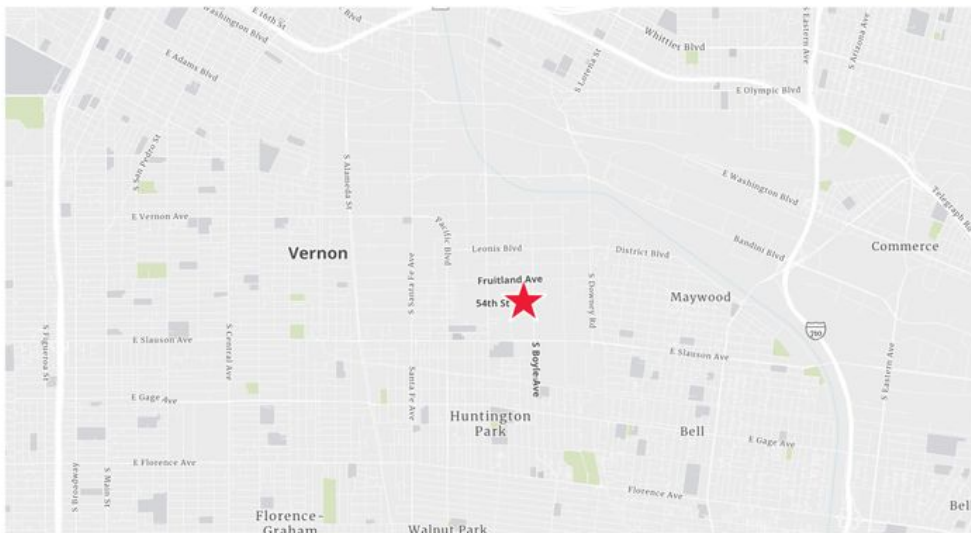 E 16th St
Washington Blvd
Blvd
Whittier Blvd
S Eastern Ave
S Arizona Ave
E Adams Blvd
S Lorena St
E Olympic Blvd
S San Pedro St
S Alameda St
E Washington Blvd
Telegraph Rd
E Vernon Ave
Pacific Blvd
Leonis Blvd
District Blvd
Bandini Blvd
Commerce
Vernon
S Santa Fe Ave
Fruitland Ave
54th St
S Downey Rd
Maywood
710
S Figueroa St
S Central Ave
E Slauson Ave
S Boyle Ave
E Slauson Ave
S Eastern Ave
Santa Fe Ave
E Gage Ave
Huntington
Park
Bell
E Gage Ave
E Florence Ave
S Broadway
S Main St
Florence Ave
Florence-
Graham
Walnut Park
Bel